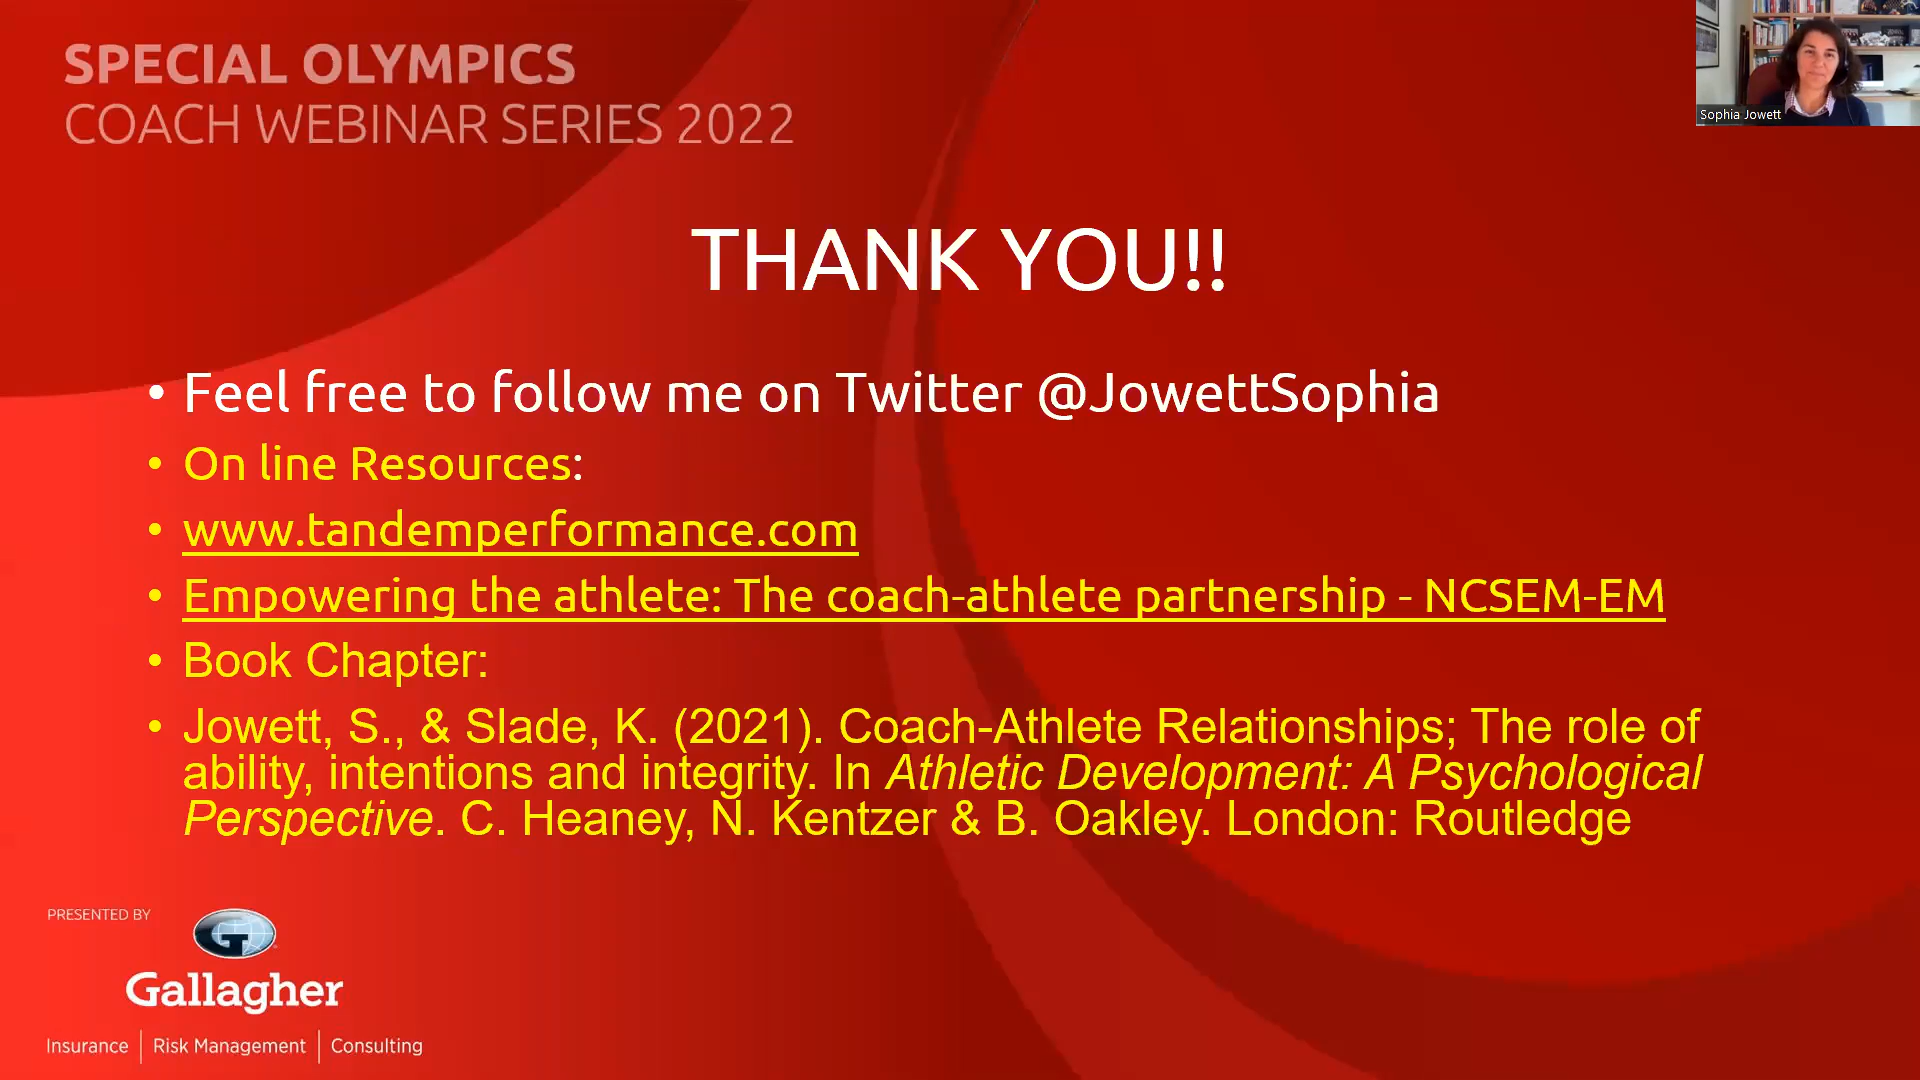 SPECIAL OLYMPICS
COACH WEBINAR SERIES 2022
Sophia Jowett
THANK YOU!!
• Feel free to follow me on Twitter @JowettSophia
• On line Resources:
• www.tandemperformance.com
• Empowering the athlete: The coach-athlete partnership - NCSEM-EM
• Book Chapter:
• Jowett, S., & Slade, K. (2021). Coach-Athlete Relationships; The role of
ability, intentions and integrity. In Athletic Development: A Psychological
Perspective. C. Heaney, N. Kentzer & B. Oakley. London: Routledge
PRESENTED BY
G
Gallagher
Insurance | Risk Management | Consulting